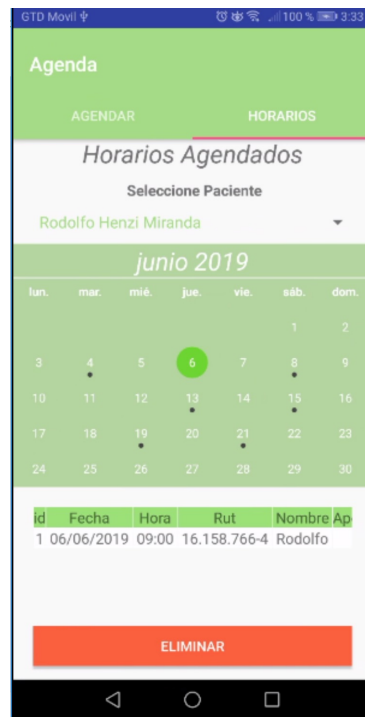 GTD Movil 100 % 3:33
Agenda
AGENDAR HORARIOS
Horarios Agendados
Seleccione Paciente
Rodolfo Henzi Miranda
junio 2019
lun. mar. mié. jue. vie. sáb. dom.
1 2
3 4 5 6 7 8 9
10 11 12 13 14 15 16
17 18 19 20 21 22 23
24 25 26 27 28 29 30
id Fecha Hora Rut Nombre Ap
1 06/06/2019 09:00 16.158.766-4 Rodolfo
ELIMINAR